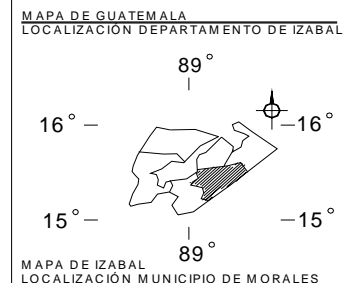 MAPA DE GUATEMALA
LOCALIZACIÓN DEPARTAMENTO DE IZABAL
89°
16° — —16°
15° — —15°
89°
MAPA DE IZABAL
LOCALIZACIÓN MUNICIPIO DE MORALES